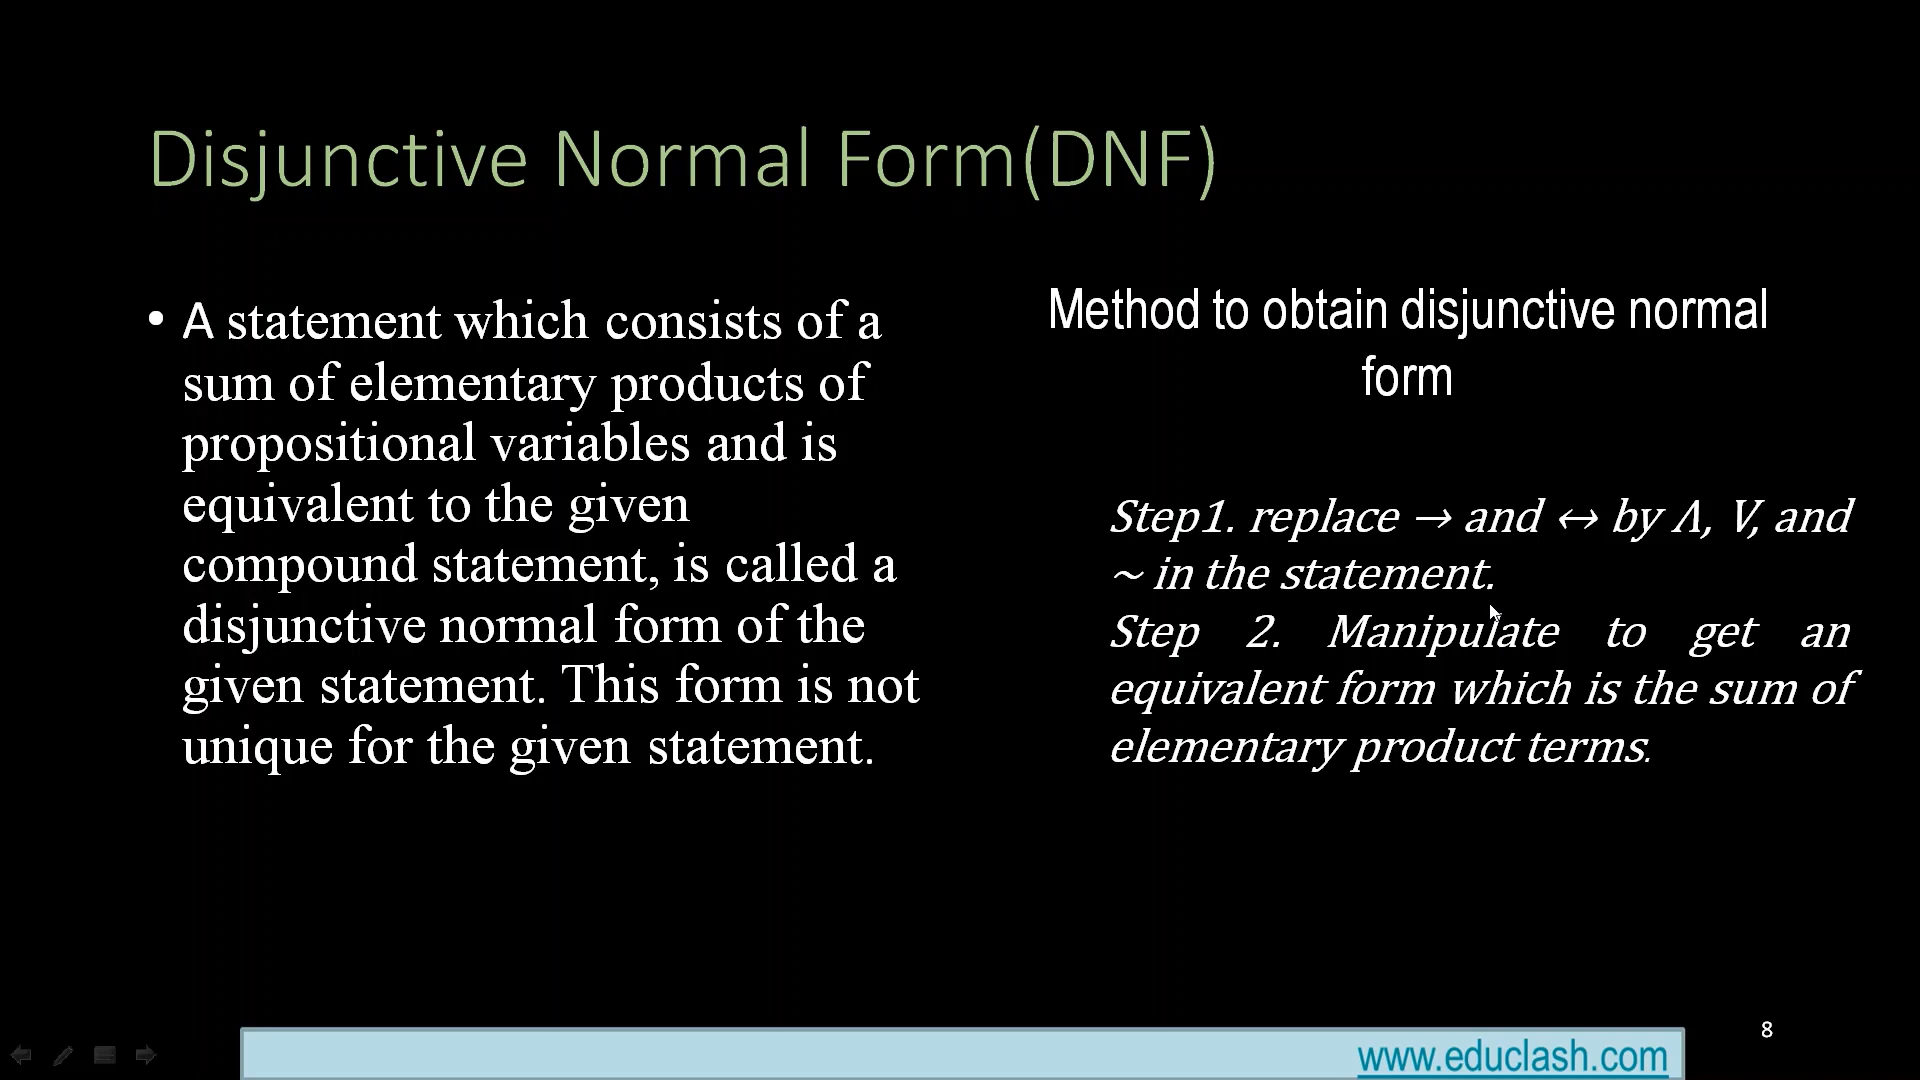 Disjunctive Normal Form(DNF)
• A statement which consists of a
sum of elementary products of
propositional variables and is
equivalent to the given
compound statement, is called a
disjunctive normal form of the
given statement. This form is not
unique for the given statement.
Method to obtain disjunctive normal
form
Step1. replace → and ↔ by Λ, V, and
~ in the statement.
Step 2. Manipulate to get an
equivalent form which is the sum of
elementary product terms.
8
www.educlash.com